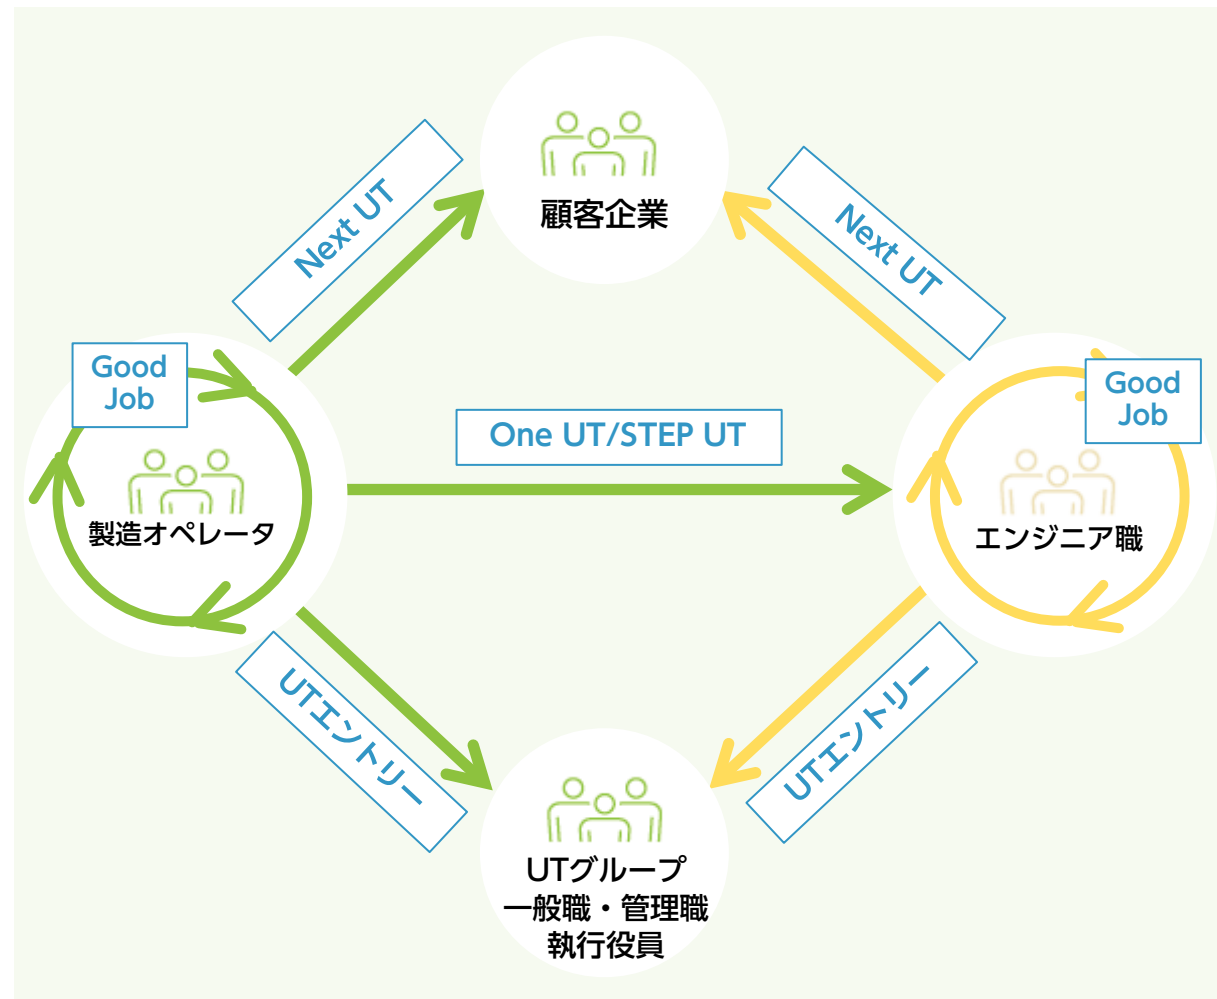 顧客企業
Next UT
Next UT
Good
Job
製造オペレータ
One UT/STEP UT
Good
Job
エンジニア職
UTエントリー
UTエントリー
UTグループ
一般職・管理職
執行役員